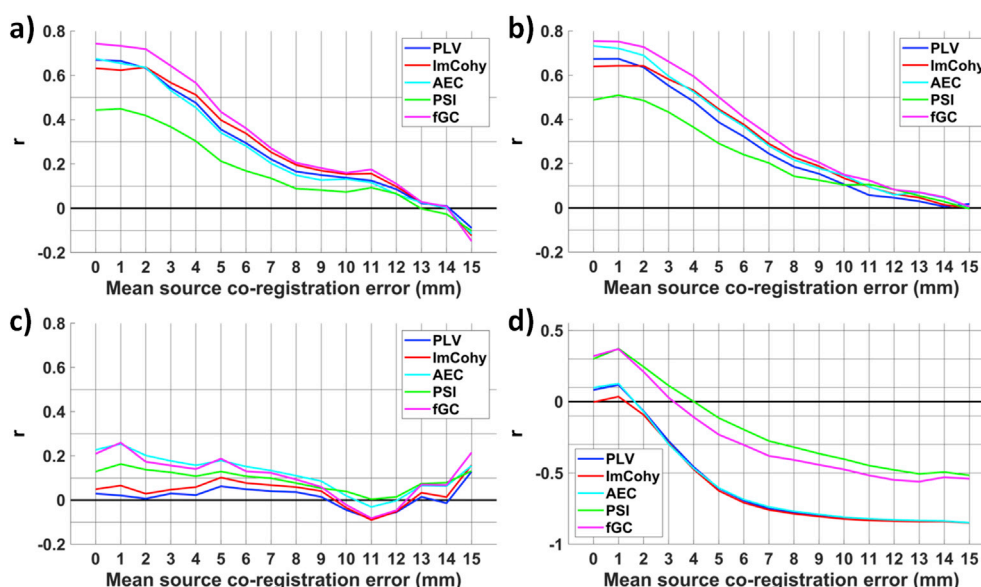 a)
0.8
0.6
0.4
0.2
0
-0.2
r
PLV
ImCohy
AEC
PSI
fGC
0 1 2 3 4 5 6 7 8 9 10 11 12 13 14 15
Mean source co-registration error (mm)
b)
0.8
0.6
0.4
0.2
0
-0.2
r
PLV
ImCohy
AEC
PSI
fGC
0 1 2 3 4 5 6 7 8 9 10 11 12 13 14 15
Mean source co-registration error (mm)
c)
0.8
0.6
0.4
0.2
0
-0.2
r
PLV
ImCohy
AEC
PSI
fGC
0 1 2 3 4 5 6 7 8 9 10 11 12 13 14 15
Mean source co-registration error (mm)
d)
0.5
0
-0.5
-1
r
PLV
ImCohy
AEC
PSI
fGC
0 1 2 3 4 5 6 7 8 9 10 11 12 13 14 15
Mean source co-registration error (mm)